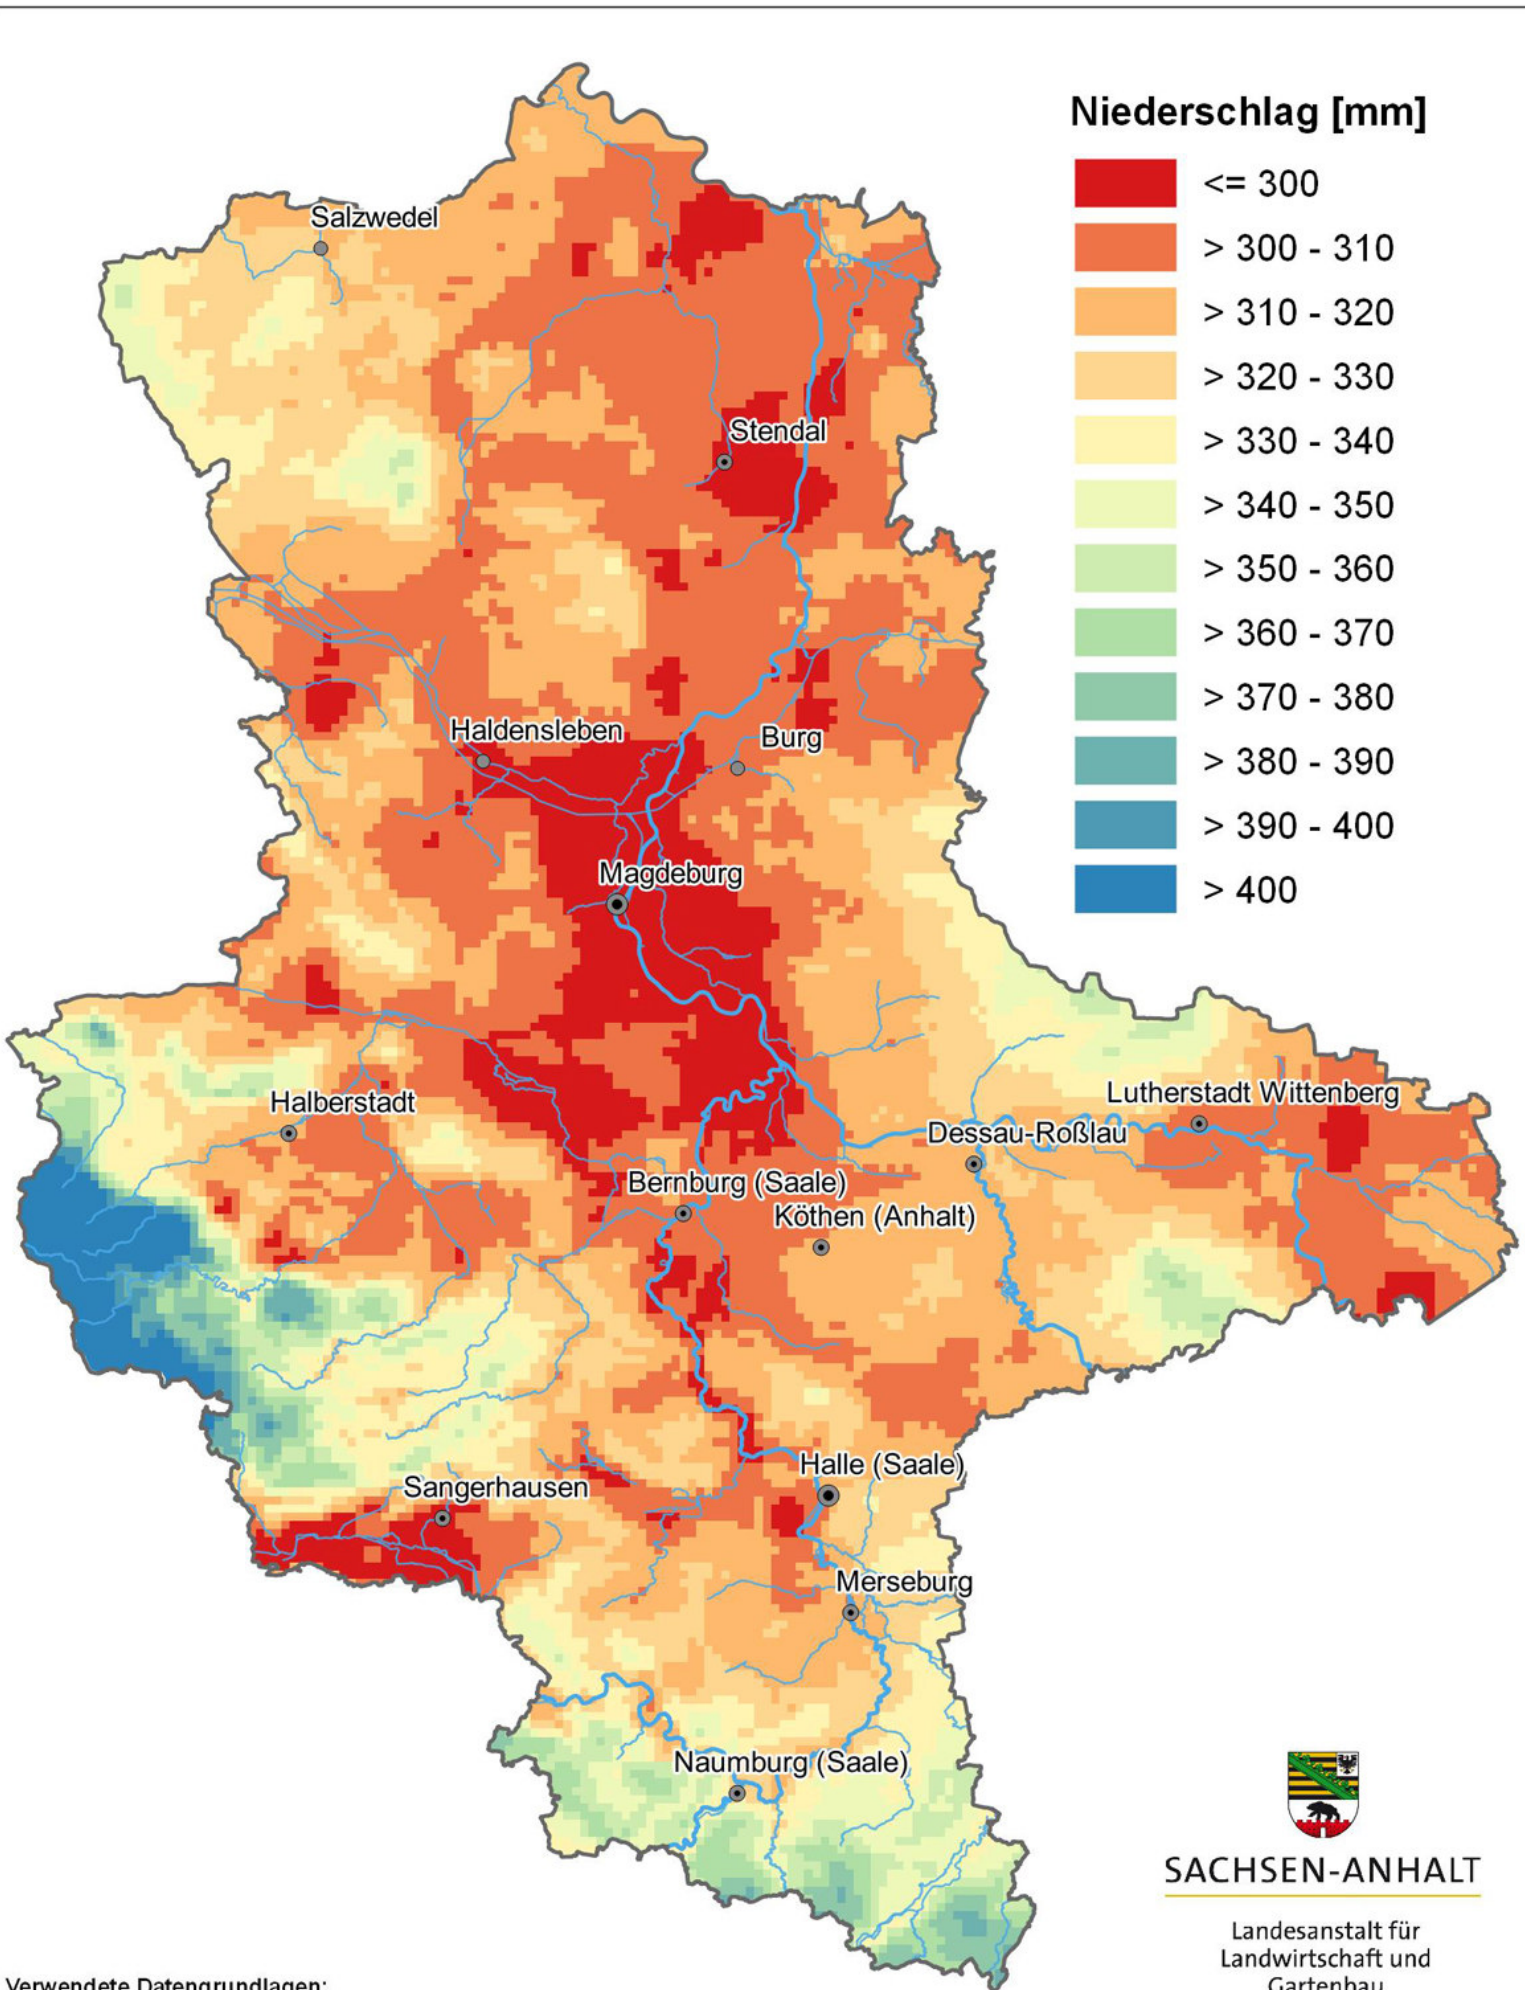 Niederschlag [mm]
<= 300
> 300 - 310
> 310 - 320
> 320 - 330
> 330 - 340
> 340 - 350
> 350 - 360
> 360 - 370
> 370 - 380
> 380 - 390
> 390 - 400
> 400
Salzwedel
Stendal
Haldensleben
Burg
Magdeburg
Halberstadt
Lutherstadt Wittenberg
Dessau-Roßlau
Bernburg (Saale)
Köthen (Anhalt)
Halle (Saale)
Sangerhausen
Merseburg
Naumburg (Saale)
SACHSEN-ANHALT
Landesanstalt für
Landwirtschaft und
Gartenbau
Verwendete Datengrundlagen: